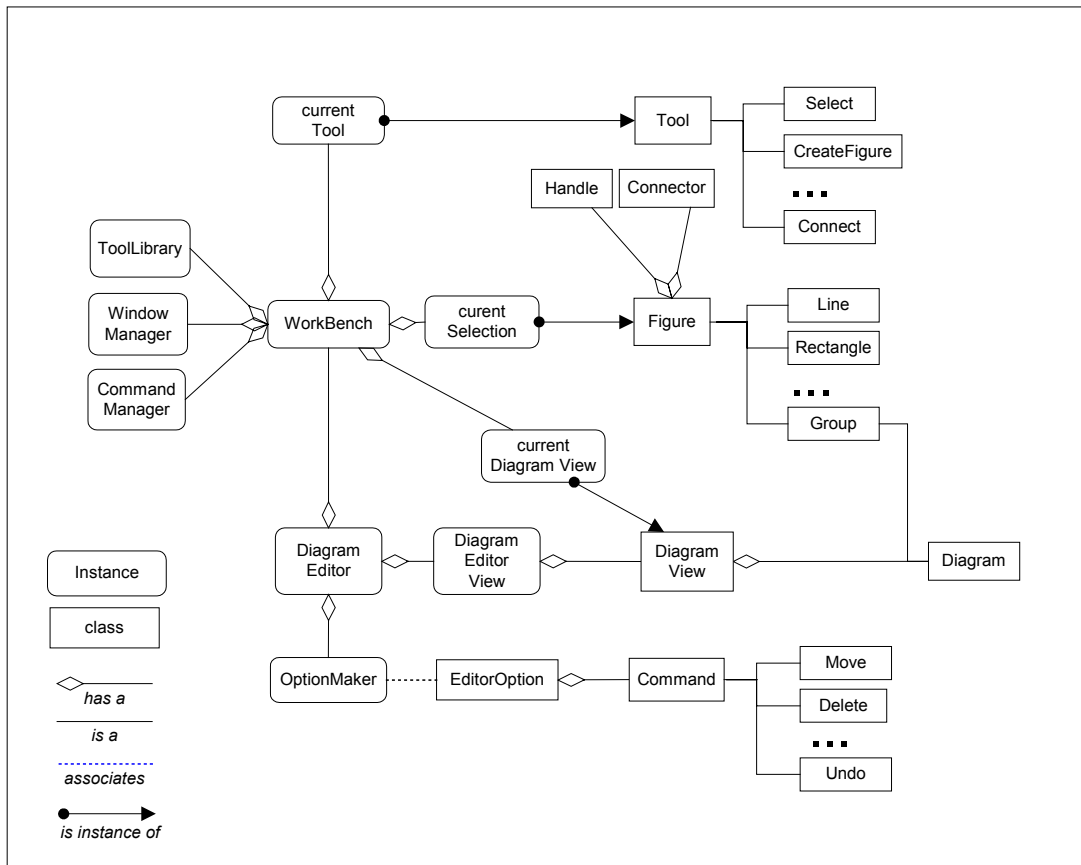 current
Tool
Tool
Select
CreateFigure
Connect
Handle
Connector
ToolLibrary
Window
Manager
Command
Manager
WorkBench
curent
Selection
Figure
Line
Rectangle
Group
current
Diagram View
Diagram
Editor
Diagram
Editor
View
Diagram
View
Diagram
OptionMaker
EditorOption
Command
Move
Delete
Undo
Instance
class
has a
is a
associates
is instance of